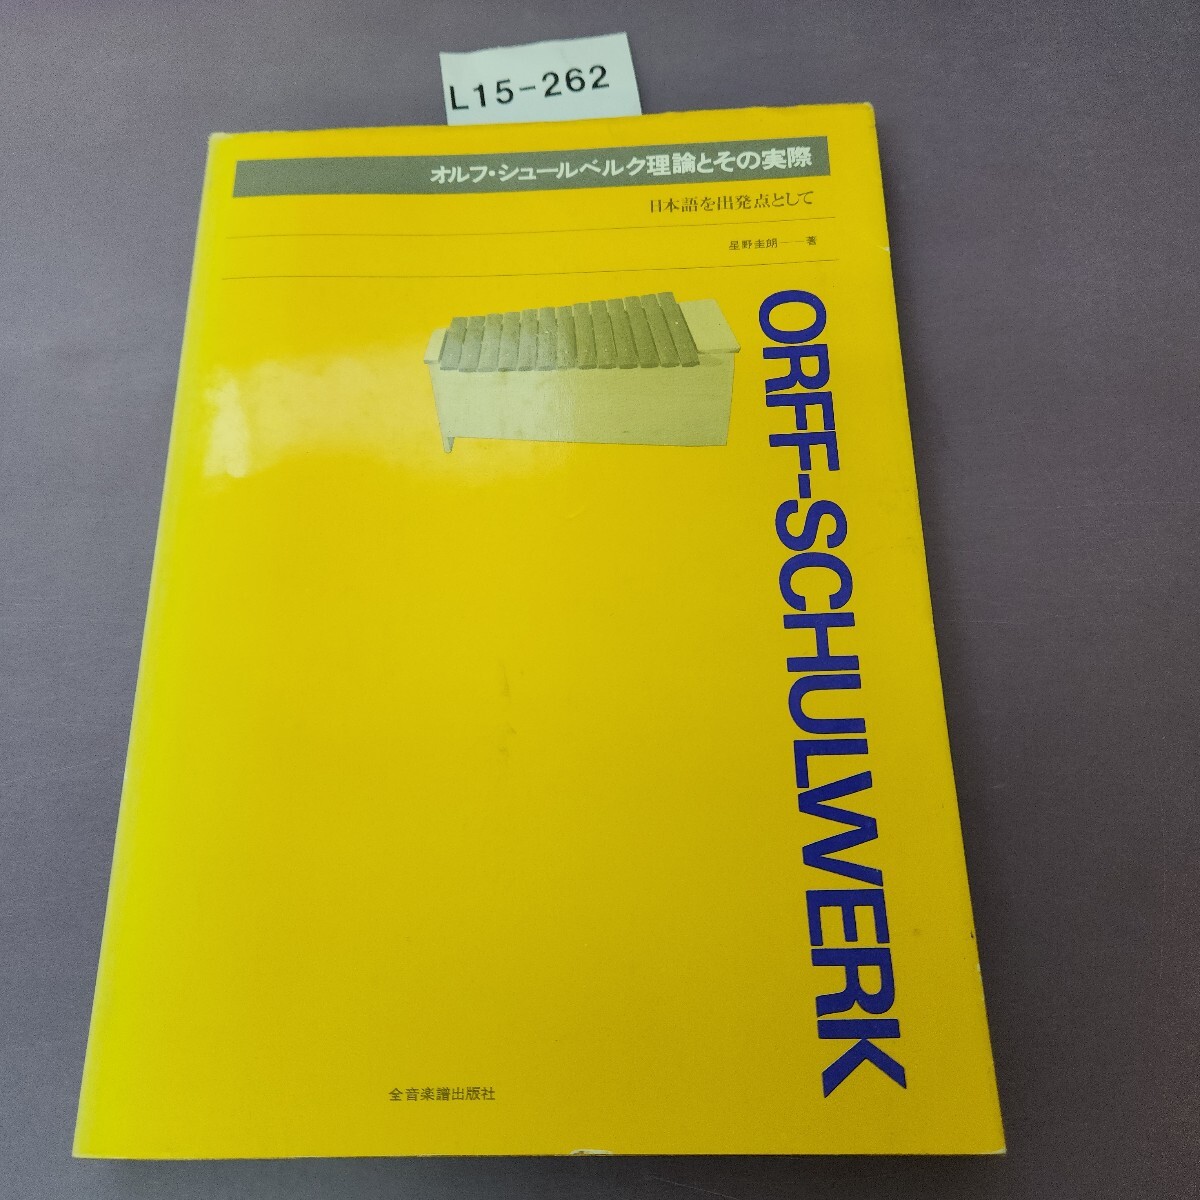 L15-262
オルフ・シュールベルク理論とその実際
日本語を出発点として
星野圭朗――著
ORFF-SCHULWERK
全音楽譜出版社